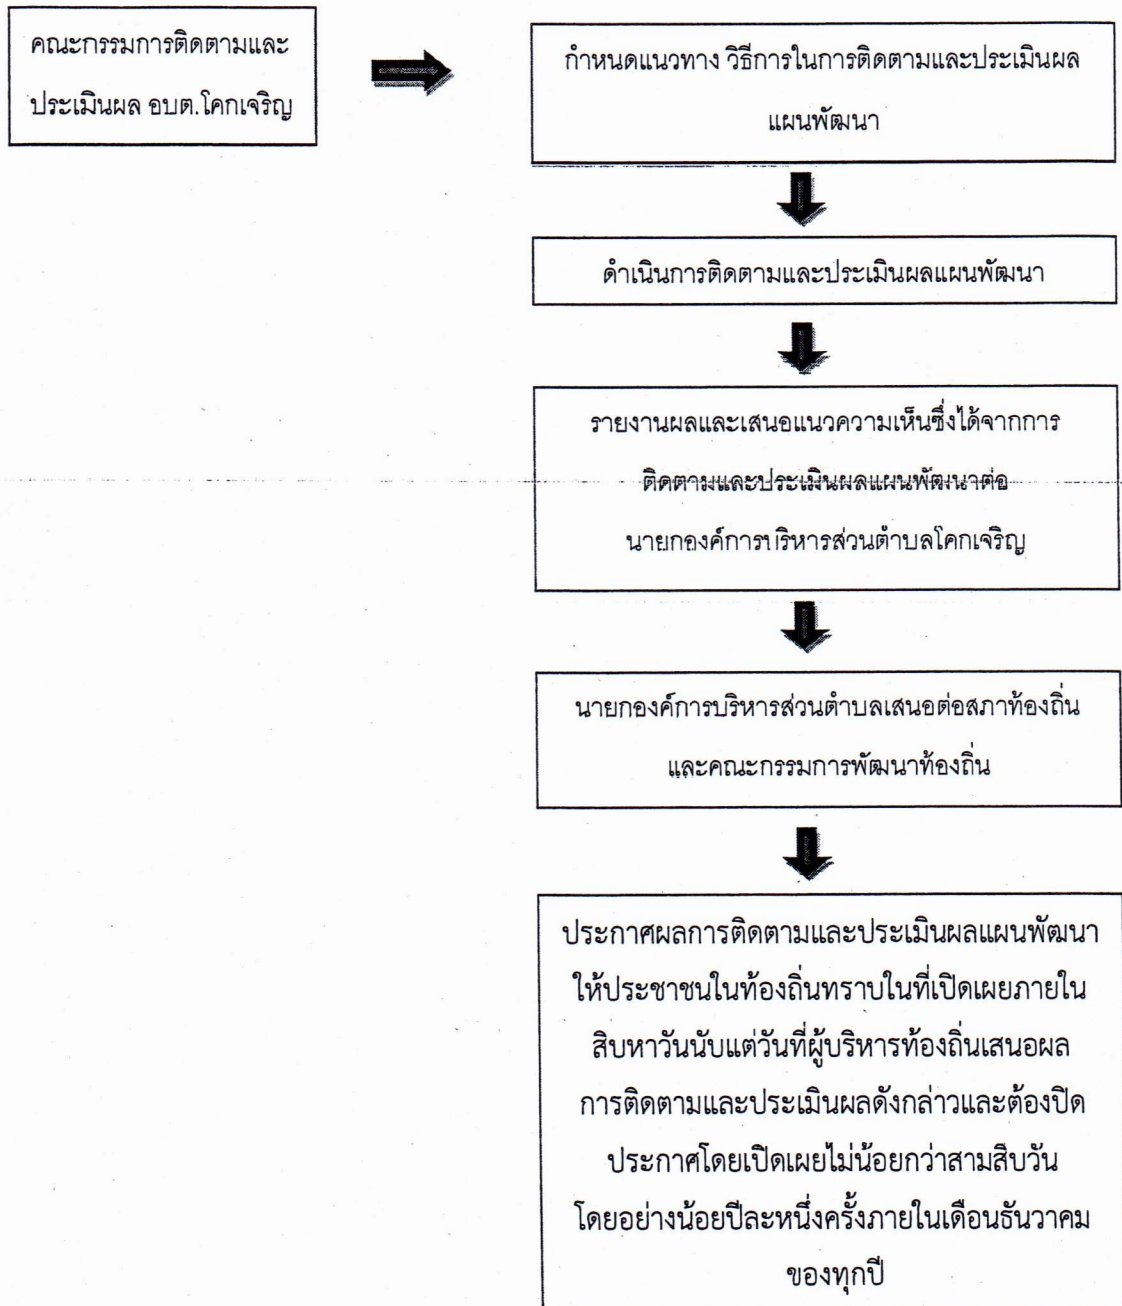 คณะกรรมการติดตามและ
ประเมินผล อบต.โคกเจริญ
กำหนดแนวทาง วิธีการในการติดตามและประเมินผล
แผนพัฒนา
ดำเนินการติดตามและประเมินผลแผนพัฒนา
รายงานผลและเสนอแนวความเห็นซึ่งได้จากการ
ติดตามและประเมินผลแผนพัฒนาต่อ
นายกองค์การบริหารส่วนตำบลโคกเจริญ
นายกองค์การบริหารส่วนตำบลเสนอต่อสภาท้องถิ่น
และคณะกรรมการพัฒนาท้องถิ่น
ประกาศผลการติดตามและประเมินผลแผนพัฒนา
ให้ประชาชนในท้องถิ่นทราบในที่เปิดเผยภายใน
สิบหาวันนับแต่วันที่ผู้บริหารท้องถิ่นเสนอผล
การติดตามและประเมินผลดังกล่าวและต้องปิด
ประกาศโดยเปิดเผยไม่น้อยกว่าสามสิบวัน
โดยอย่างน้อยปีละหนึ่งครั้งภายในเดือนธันวาคม
ของทุกปี